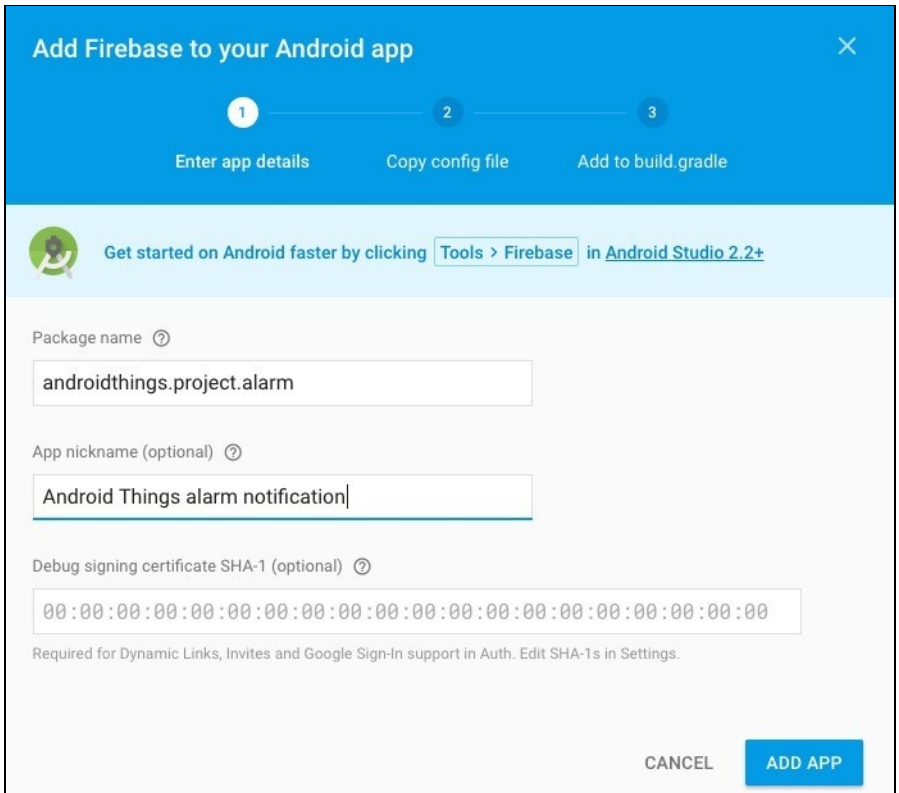 Add Firebase to your Android app
1 2 3
Enter app details Copy config file Add to build.gradle
Get started on Android faster by clicking Tools > Firebase in Android Studio 2.2+
Package name ?
androidthings.project.alarm
App nickname (optional) ?
Android Things alarm notification
Debug signing certificate SHA-1 (optional) ?
00:00:00:00:00:00:00:00:00:00:00:00:00:00:00:00:00:00:00:00
Required for Dynamic Links, Invites and Google Sign-In support in Auth. Edit SHA-1s in Settings.
CANCEL ADD APP